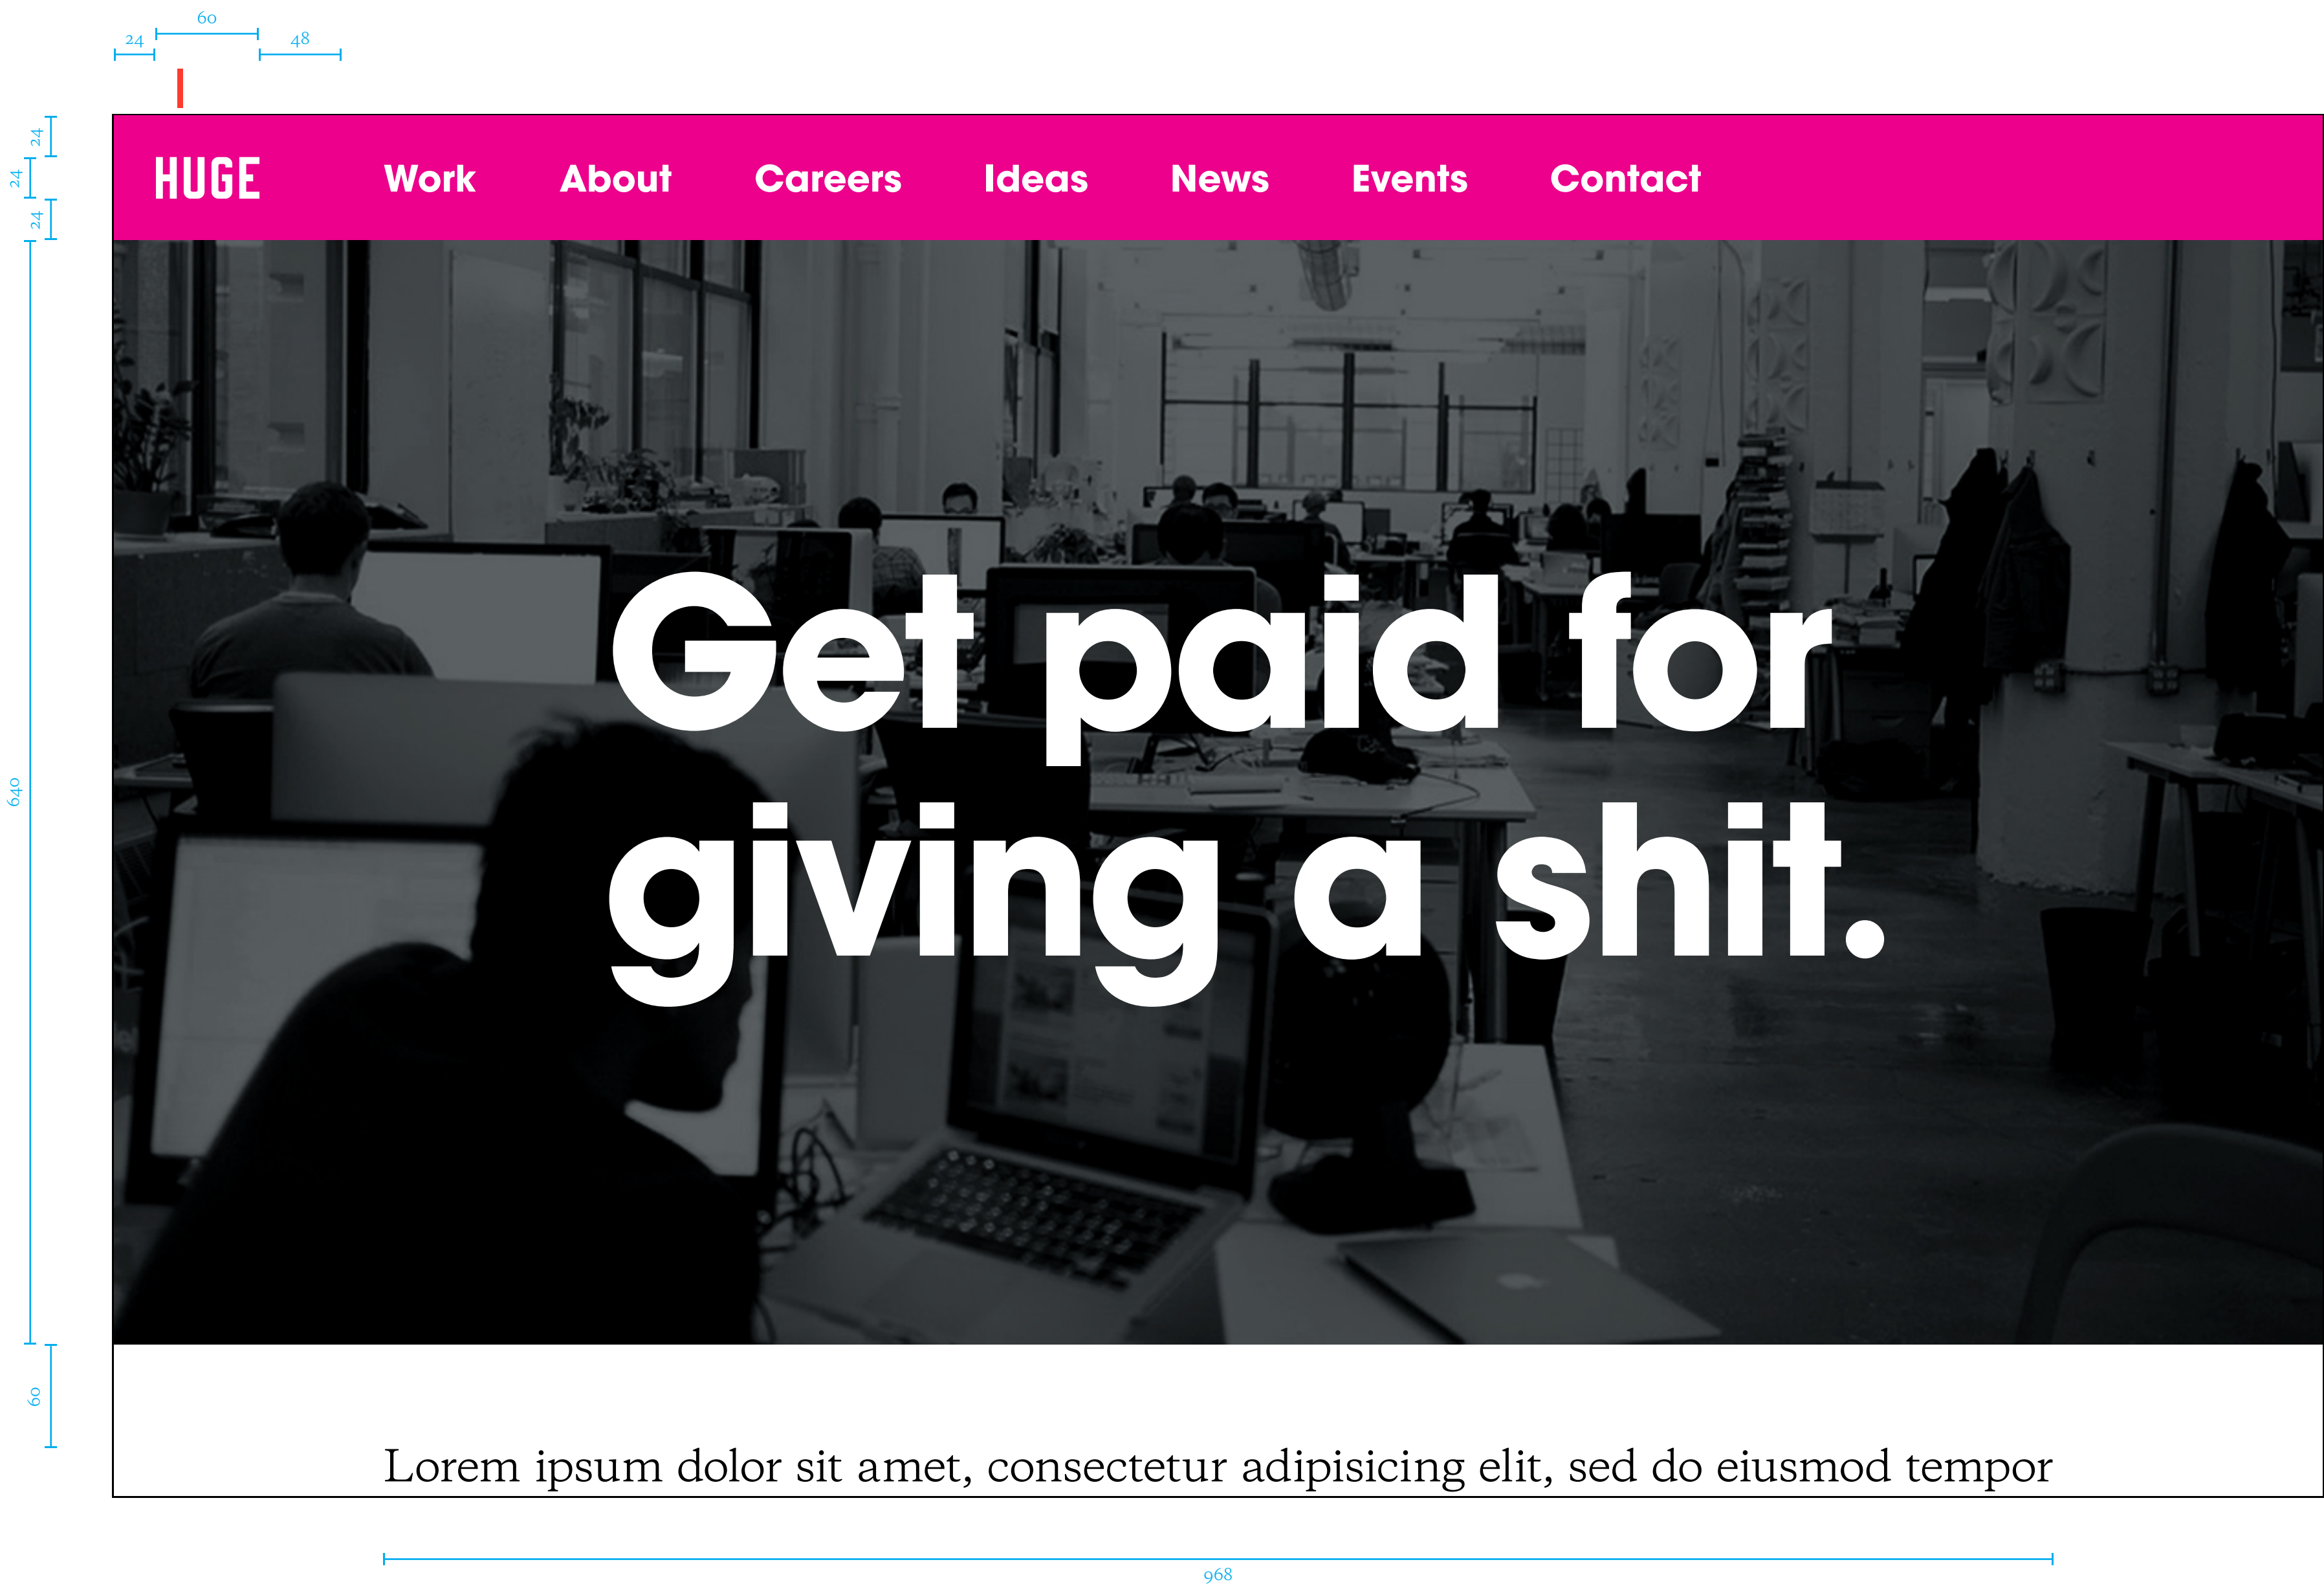 60
24
48
24
24
24
HUGE Work About Careers Ideas News Events Contact
Get paid for
giving a shit.
640
60
Lorem ipsum dolor sit amet, consectetur adipisicing elit, sed do eiusmod tempor
968